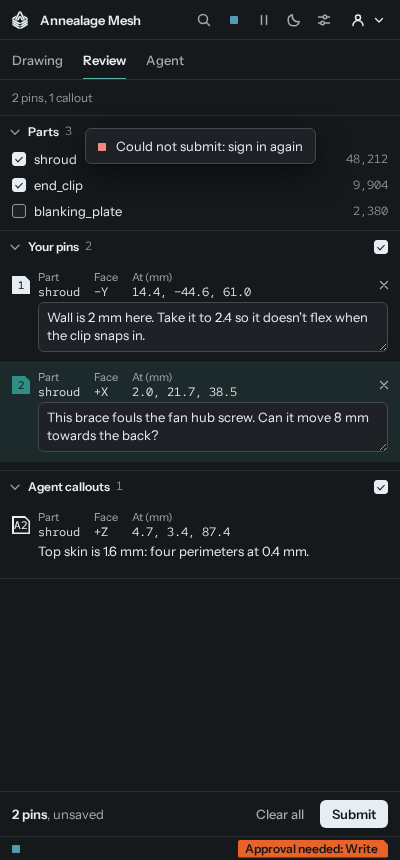 Annealage Mesh
Drawing Review Agent
2 pins, 1 callout
Parts 3
Could not submit: sign in again
shroud 48,212
end_clip 9,904
blanking_plate 2,380
Your pins 2
1 Part Face At (mm)
shroud −Y 14.4, −44.6, 61.0
Wall is 2 mm here. Take it to 2.4 so it doesn't flex when
the clip snaps in.
2 Part Face At (mm)
shroud +X 2.0, 21.7, 38.5
This brace fouls the fan hub screw. Can it move 8 mm
towards the back?
Agent callouts 1
A2 Part Face At (mm)
shroud +Z 4.7, 3.4, 87.4
Top skin is 1.6 mm: four perimeters at 0.4 mm.
2 pins, unsaved Clear all Submit
Approval needed: Write